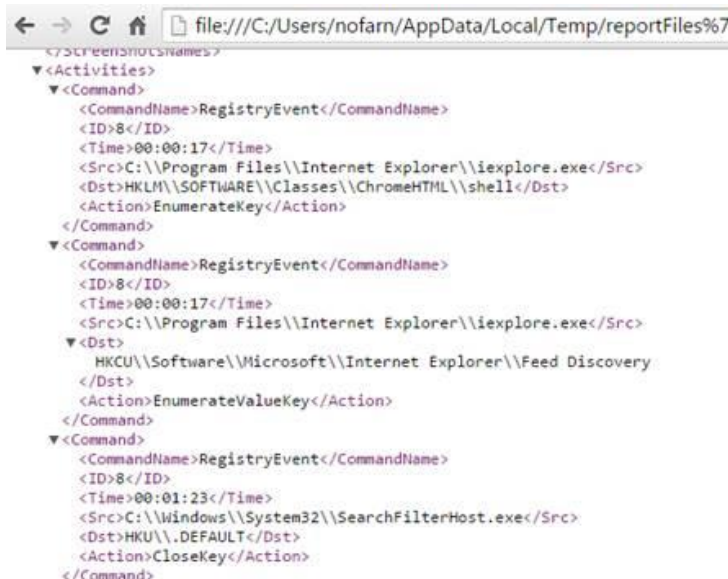 file:///C:/Users/nofarn/AppData/Local/Temp/reportFiles%7
</ScreenShotsNames>
▼<Activities>
▼<Command>
<CommandName>RegistryEvent</CommandName>
<ID>8</ID>
<Time>00:00:17</Time>
<Src>C:\\Program Files\\Internet Explorer\\iexplore.exe</Src>
<Dst>HKLM\\SOFTWARE\\Classes\\ChromeHTML\\shell</Dst>
<Action>EnumerateKey</Action>
</Command>
▼<Command>
<CommandName>RegistryEvent</CommandName>
<ID>8</ID>
<Time>00:00:17</Time>
<Src>C:\\Program Files\\Internet Explorer\\iexplore.exe</Src>
▼<Dst>
HKCU\\Software\\Microsoft\\Internet Explorer\\Feed Discovery
</Dst>
<Action>EnumerateValueKey</Action>
</Command>
▼<Command>
<CommandName>RegistryEvent</CommandName>
<ID>8</ID>
<Time>00:01:23</Time>
<Src>C:\\Windows\\System32\\SearchFilterHost.exe</Src>
<Dst>HKU\\.DEFAULT</Dst>
<Action>CloseKey</Action>
</Command>